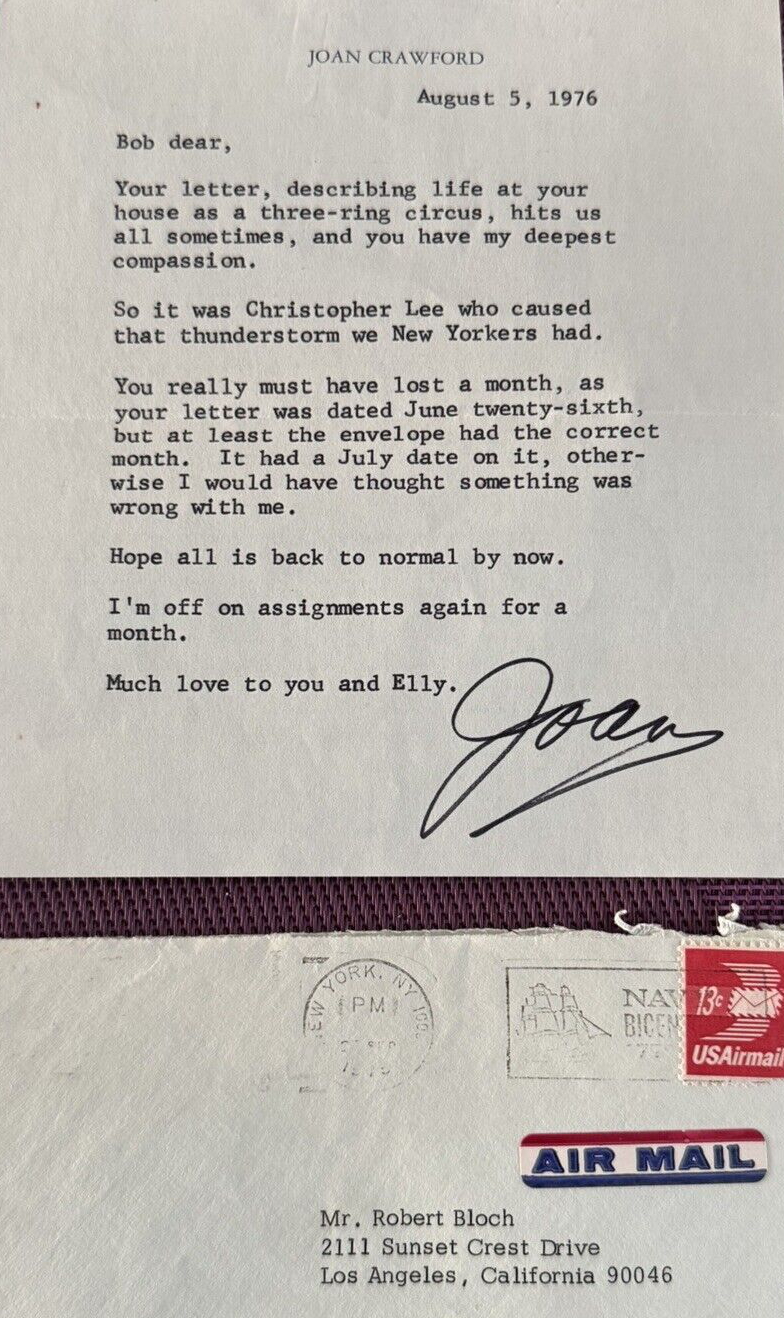 JOAN CRAWFORD
August 5, 1976
Bob dear,
Your letter, describing life at your
house as a three-ring circus, hits us
all sometimes, and you have my deepest
compassion.
So it was Christopher Lee who caused
that thunderstorm we New Yorkers had.
You really must have lost a month, as
your letter was dated June twenty-sixth,
but at least the envelope had the correct
month. It had a July date on it, other-
wise I would have thought something was
wrong with me.
Hope all is back to normal by now.
I'm off on assignments again for a
month.
Much love to you and Elly.
Joan
EW YORK, NY
PM
NAV
BICEN
13c
USAirmail
AIR MAIL
Mr. Robert Bloch
2111 Sunset Crest Drive
Los Angeles, California 90046